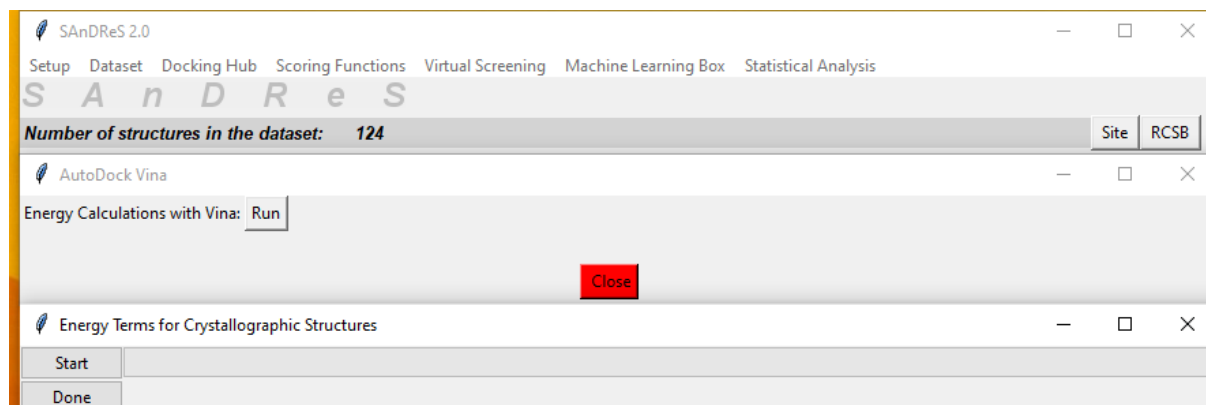 SAnDReS 2.0
Setup Dataset Docking Hub Scoring Functions Virtual Screening Machine Learning Box Statistical Analysis
S A n D R e S
Number of structures in the dataset: 124 Site RCSB
AutoDock Vina
Energy Calculations with Vina: Run
Close
Energy Terms for Crystallographic Structures
Start
Done